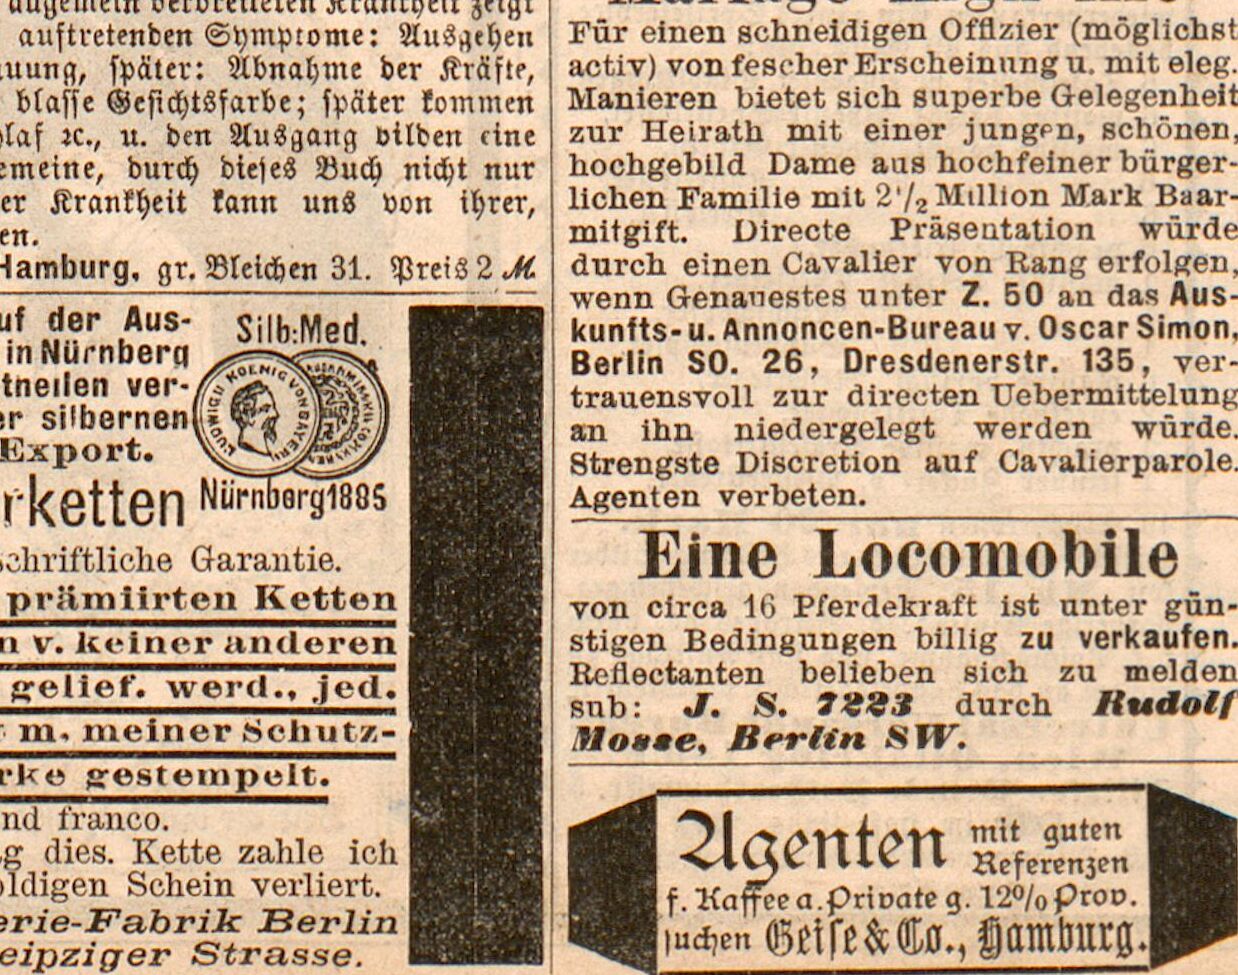 auftretenden Symptome: Ausgehen
später: Abnahme der Kräfte,
blasse Gesichtsfarbe; später kommen
ꝛc., u. den Ausgang bilden eine
durch dieses Buch nicht nur
er Krankheit kann uns von ihrer,
en.
Hamburg, gr. Bleichen 31. Preis 2 M.
uf der Aus-
in Nürnberg
theilen ver-
er silbernen
Export.
Silb: Med.
LUDWIG II KOENIG VON BAYERN
Nürnberg 1885
rketten
schriftliche Garantie.
prämiirten Ketten
n v. keiner anderen
gelief. werd., jed.
m. meiner Schutz-
rke gestempelt.
nd franco.
g dies. Kette zahle ich
oldigen Schein verliert.
erie-Fabrik Berlin
eipziger Strasse.
Für einen schneidigen Offizier (möglichst
activ) von fescher Erscheinung u. mit eleg.
Manieren bietet sich superbe Gelegenheit
zur Heirath mit einer jungen, schönen,
hochgebild Dame aus hochfeiner bürger-
lichen Familie mit 2½ Million Mark Baar-
mitgift. Directe Präsentation würde
durch einen Cavalier von Rang erfolgen,
wenn Genauestes unter Z. 50 an das Aus-
kunfts- u. Annoncen-Bureau v. Oscar Simon,
Berlin SO. 26, Dresdenerstr. 135, ver-
trauensvoll zur directen Uebermittelung
an ihn niedergelegt werden würde.
Strengste Discretion auf Cavalierparole.
Agenten verbeten.
Eine Locomobile
von circa 16 Pferdekraft ist unter gün-
stigen Bedingungen billig zu verkaufen.
Reflectanten belieben sich zu melden
sub: J. S. 7223 durch Rudolf
Mosse, Berlin SW.
Agenten mit guten
Referenzen
f. Kaffee a. Private g. 12% Prov.
suchen Geise & Co., Hamburg.